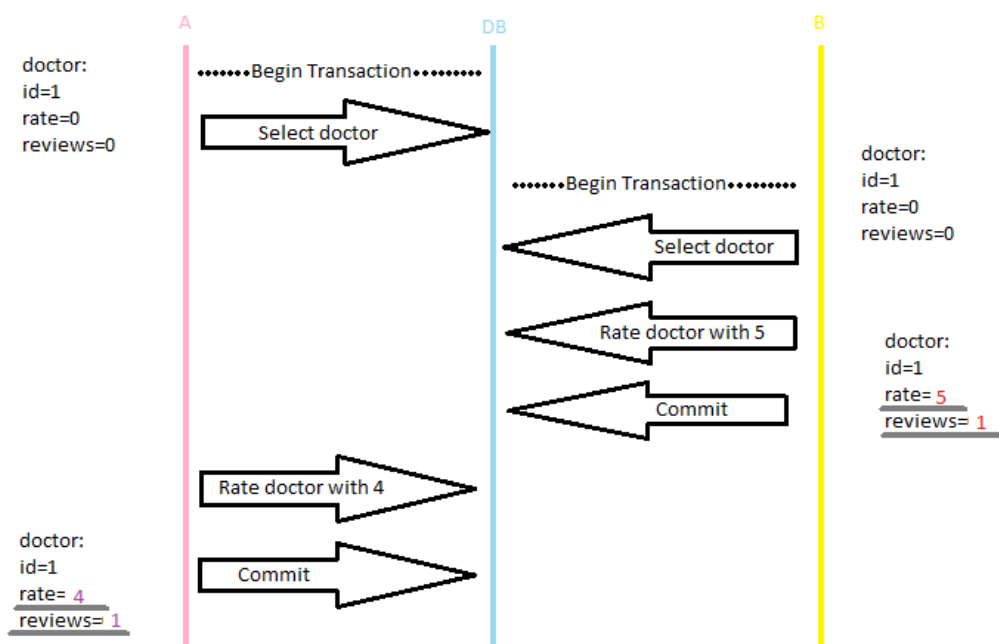 A
DB
B
Begin Transaction
doctor:
id=1
rate=0
reviews=0
Select doctor
Begin Transaction
doctor:
id=1
rate=0
reviews=0
Select doctor
Rate doctor with 5
doctor:
id=1
rate= 5
reviews= 1
Commit
Rate doctor with 4
doctor:
id=1
rate= 4
reviews= 1
Commit